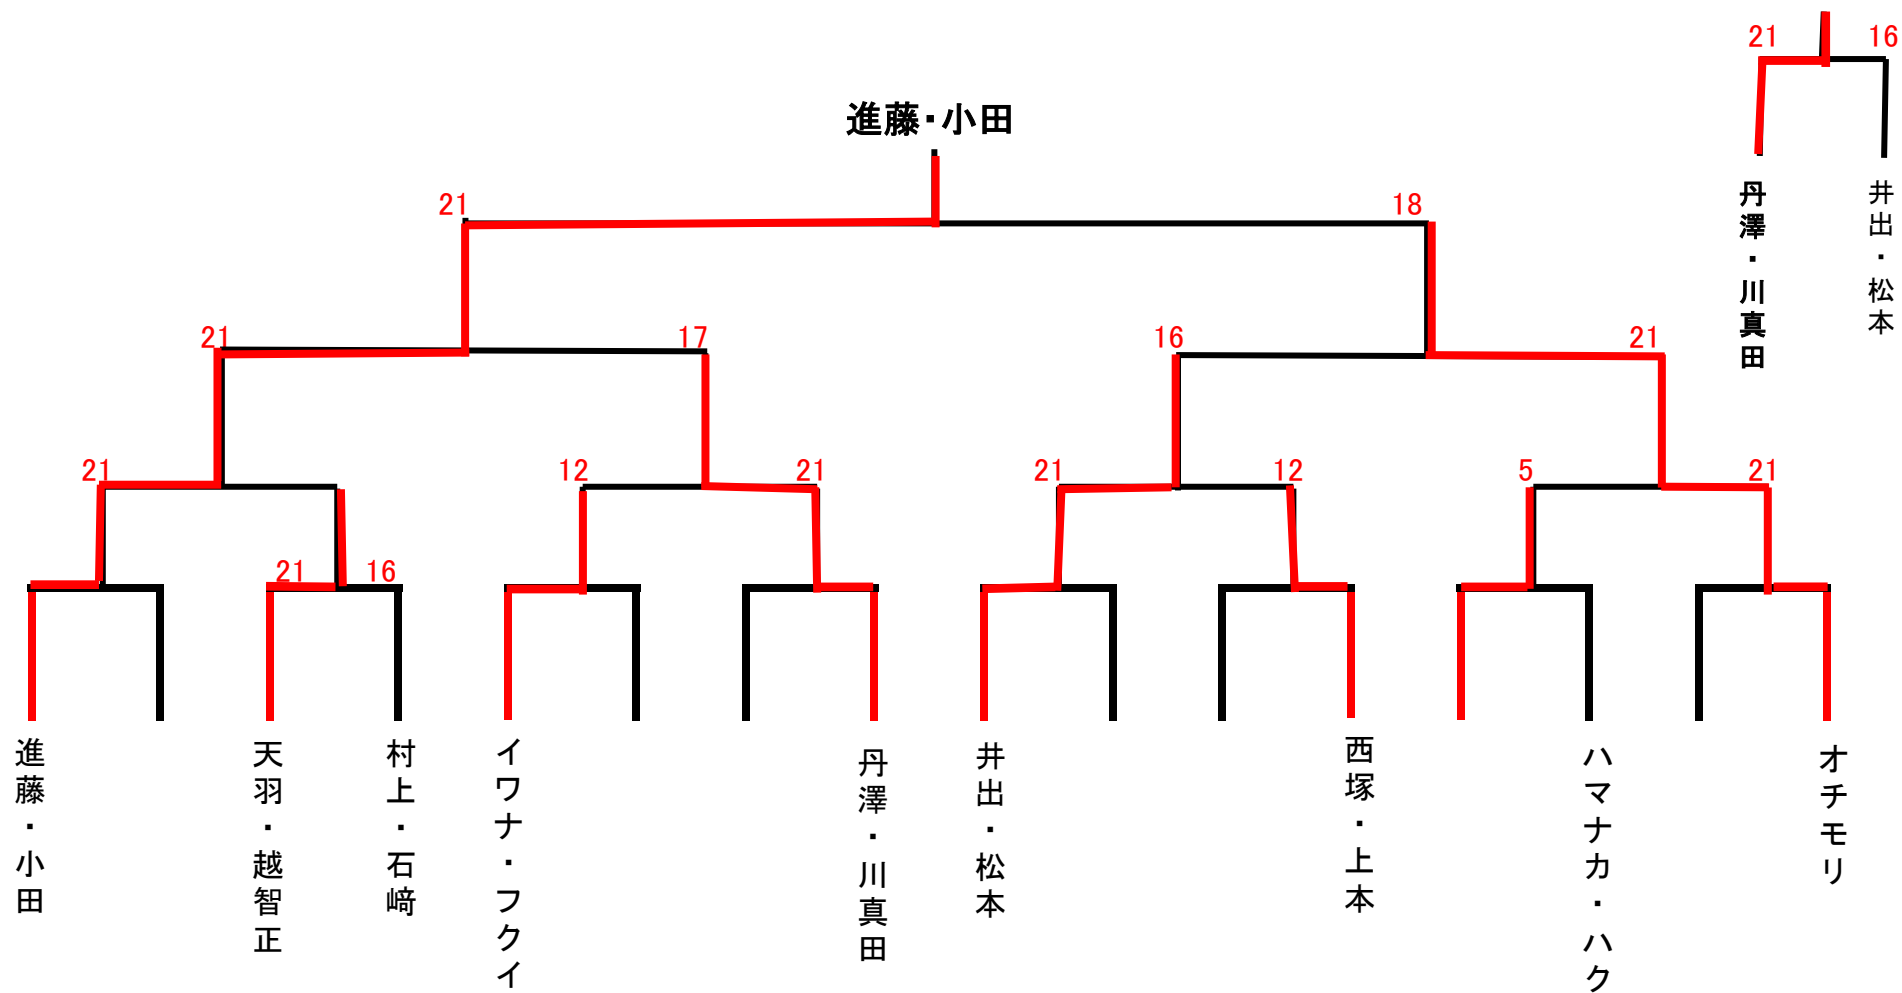 21
16
進藤・小田
丹澤・川真田
井出・松本
21
18
21
17
16
21
21
12
21
21
12
5
21
21
16
進藤・小田
天羽・越智正
村上・石﨑
イワナ・フクイ
丹澤・川真田
井出・松本
西塚・上本
ハマナカ・ハク
オチモリ